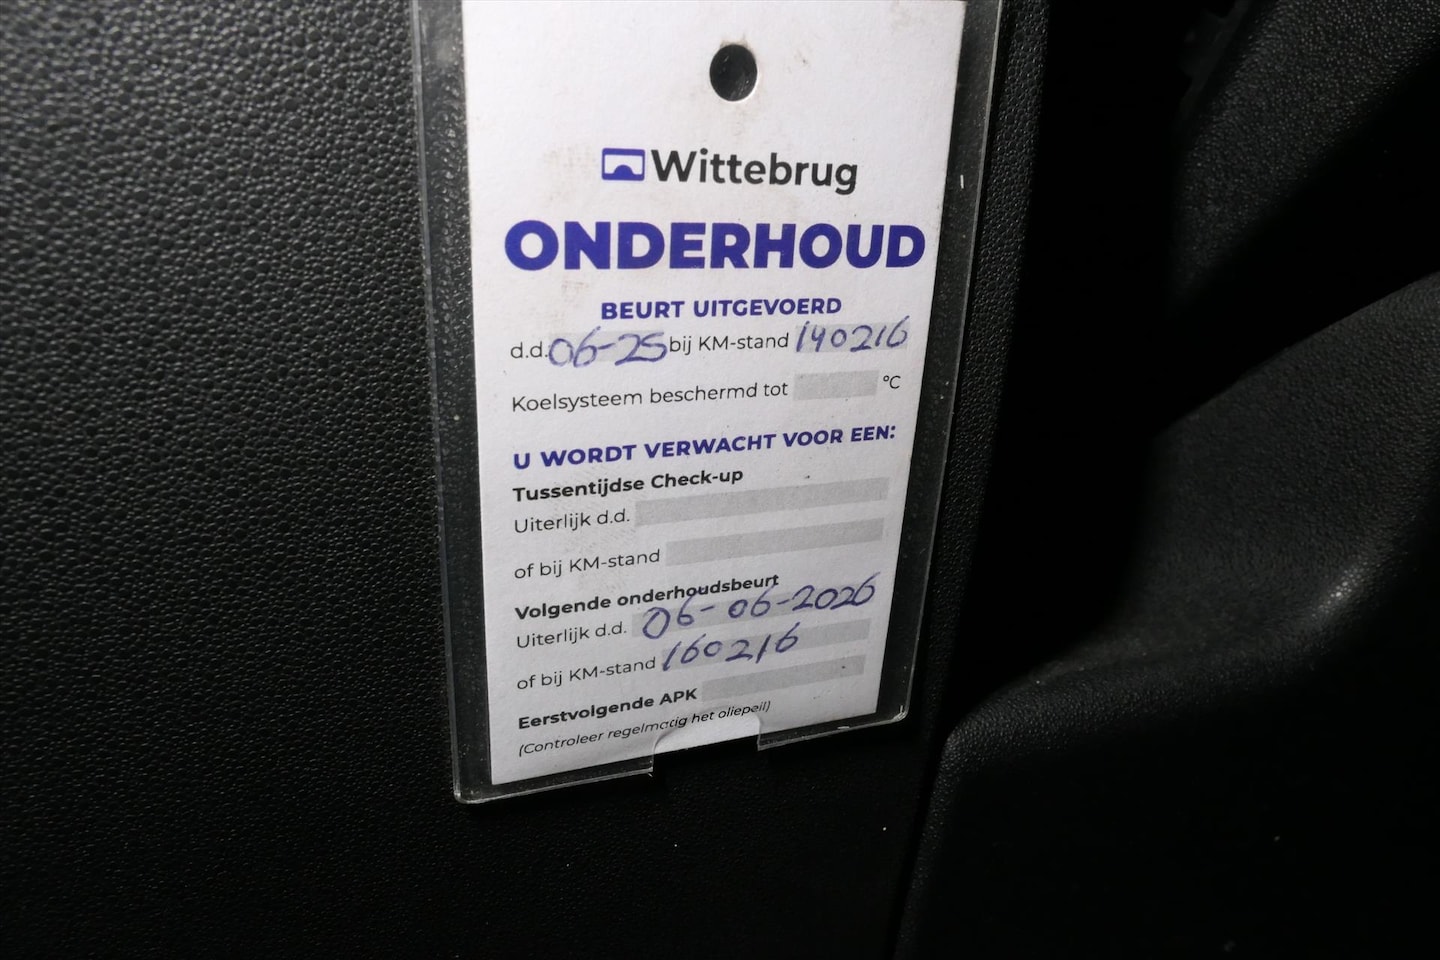 Wittebrug
ONDERHOUD
BEURT UITGEVOERD
d.d. 06-25 bij KM-stand 140216
Koelsysteem beschermd tot °C
U WORDT VERWACHT VOOR EEN:
Tussentijdse Check-up
Uiterlijk d.d.
of bij KM-stand
Volgende onderhoudsbeurt
Uiterlijk d.d. 06-06-2026
of bij KM-stand 160216
Eerstvolgende APK
(Controleer regelmatig het oliepeil)